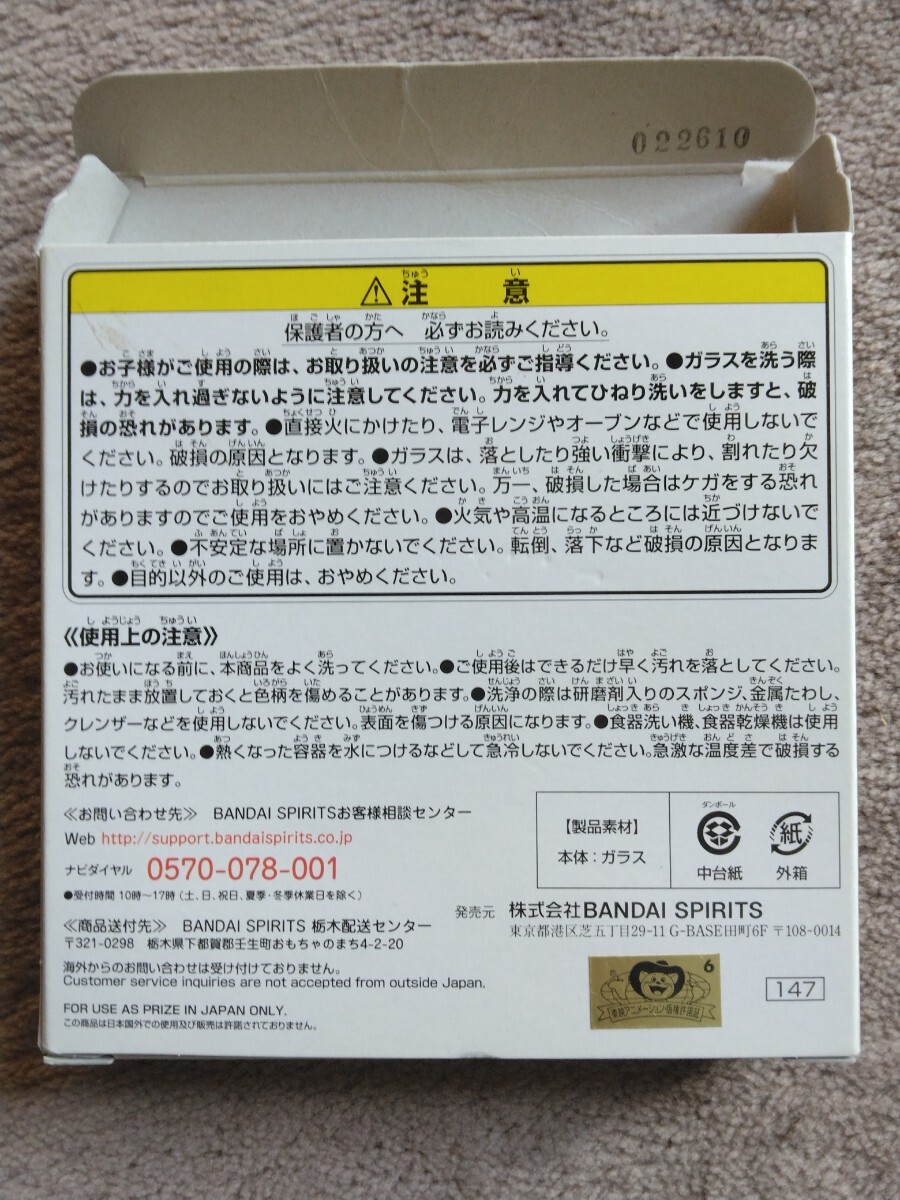 022610
⚠注意
保護者の方へ 必ずお読みください。
●お子様がご使用の際は、お取り扱いの注意を必ずご指導ください。●ガラスを洗う際
は、力を入れ過ぎないように注意してください。力を入れてひねり洗いをしますと、破
損の恐れがあります。●直接火にかけたり、電子レンジやオーブンなどで使用しないで
ください。破損の原因となります。●ガラスは、落としたり強い衝撃により、割れたり欠
けたりするのでお取り扱いにはご注意ください。万一、破損した場合はケガをする恐れ
がありますのでご使用をおやめください。●火気や高温になるところには近づけないで
ください。●不安定な場所に置かないでください。転倒、落下など破損の原因となりま
す。●目的以外のご使用は、おやめください。
《使用上の注意》
●お使いになる前に、本商品をよく洗ってください。●ご使用後はできるだけ早く汚れを落としてください。
汚れたまま放置しておくと色柄を傷めることがあります。●洗浄の際は研磨剤入りのスポンジ、金属たわし、
クレンザーなどを使用しないでください。表面を傷つける原因になります。●食器洗い機、食器乾燥機は使用
しないでください。●熱くなった容器を水につけるなどして急冷しないでください。急激な温度差で破損する
恐れがあります。
≪お問い合わせ先≫ BANDAI SPIRITSお客様相談センター
Web http://support.bandaispirits.co.jp
ナビダイヤル 0570-078-001
●受付時間 10時～17時 (土、日、祝日、夏季・冬季休業日を除く)
≪商品送付先≫ BANDAI SPIRITS 栃木配送センター
〒321-0298 栃木県下都賀郡壬生町おもちゃのまち4-2-20
海外からのお問い合わせは受け付けておりません。
Customer service inquiries are not accepted from outside Japan.
FOR USE AS PRIZE IN JAPAN ONLY.
この商品は日本国外での使用及び販売は許諾されておりません。
【製品素材】
本体：ガラス
ダンボール
中台紙
紙
外箱
発売元 株式会社BANDAI SPIRITS
東京都港区芝五丁目29-11 G-BASE田町6F 〒108-0014
6
東映アニメーション・版権許諾証
147